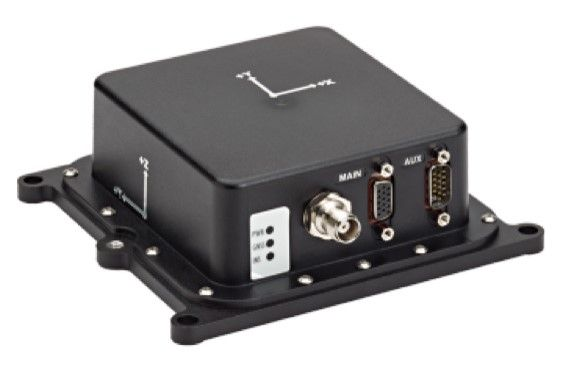 +Y
+X
MAIN
AUX
+Z
+Y
PWR
GNSS
INS